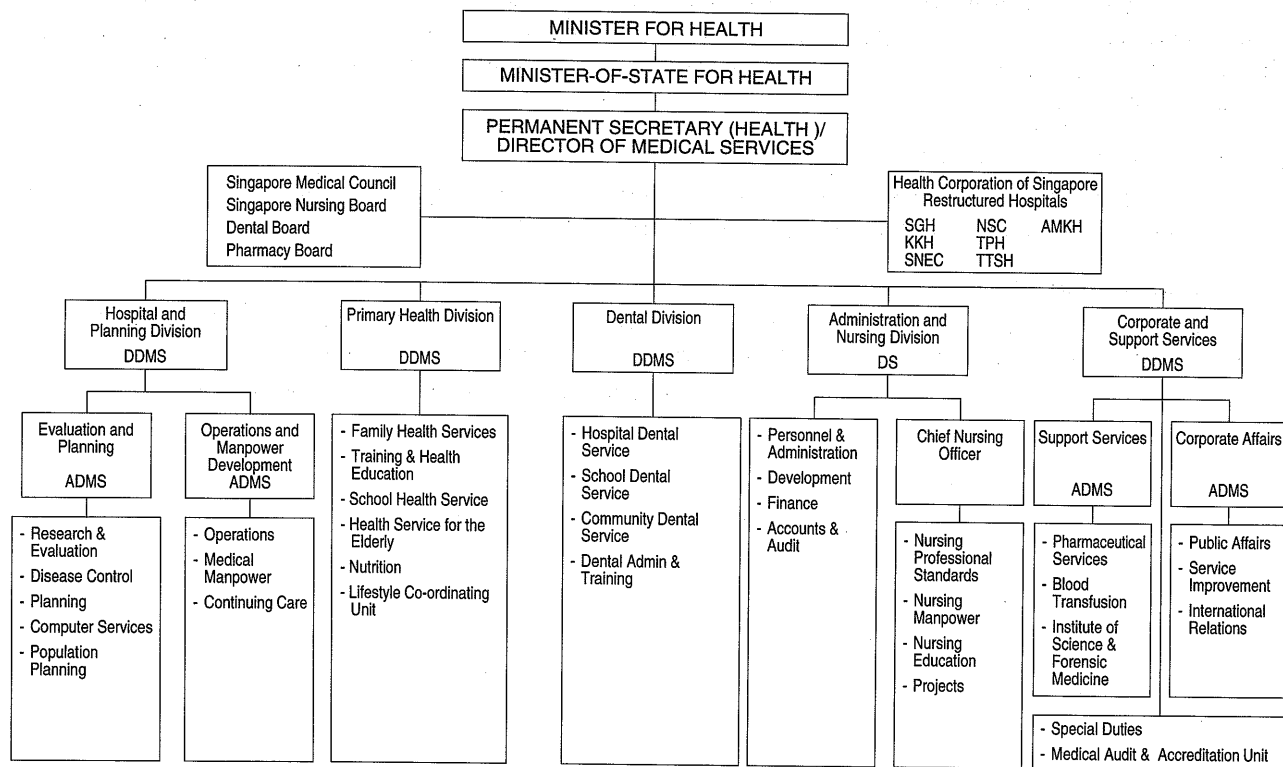 MINISTER FOR HEALTH
MINISTER-OF-STATE FOR HEALTH
PERMANENT SECRETARY (HEALTH )/
DIRECTOR OF MEDICAL SERVICES
Singapore Medical Council
Singapore Nursing Board
Dental Board
Pharmacy Board
Health Corporation of Singapore
Restructured Hospitals
SGH NSC AMKH
KKH TPH
SNEC TTSH
Hospital and
Planning Division
DDMS
Primary Health Division
DDMS
Dental Division
DDMS
Administration and
Nursing Division
DS
Corporate and
Support Services
DDMS
Evaluation and
Planning
ADMS
Operations and
Manpower
Development
ADMS
- Family Health Services
- Training & Health
Education
- School Health Service
- Health Service for the
Elderly
- Nutrition
- Lifestyle Co-ordinating
Unit
- Hospital Dental
Service
- School Dental
Service
- Community Dental
Service
- Dental Admin &
Training
- Personnel &
Administration
- Development
- Finance
- Accounts &
Audit
Chief Nursing
Officer
Support Services
ADMS
Corporate Affairs
ADMS
- Research &
Evaluation
- Disease Control
- Planning
- Computer Services
- Population
Planning
- Operations
- Medical
Manpower
- Continuing Care
- Nursing
Professional
Standards
- Nursing
Manpower
- Nursing
Education
- Projects
- Pharmaceutical
Services
- Blood
Transfusion
- Institute of
Science &
Forensic
Medicine
- Public Affairs
- Service
Improvement
- International
Relations
- Special Duties
- Medical Audit & Accreditation Unit